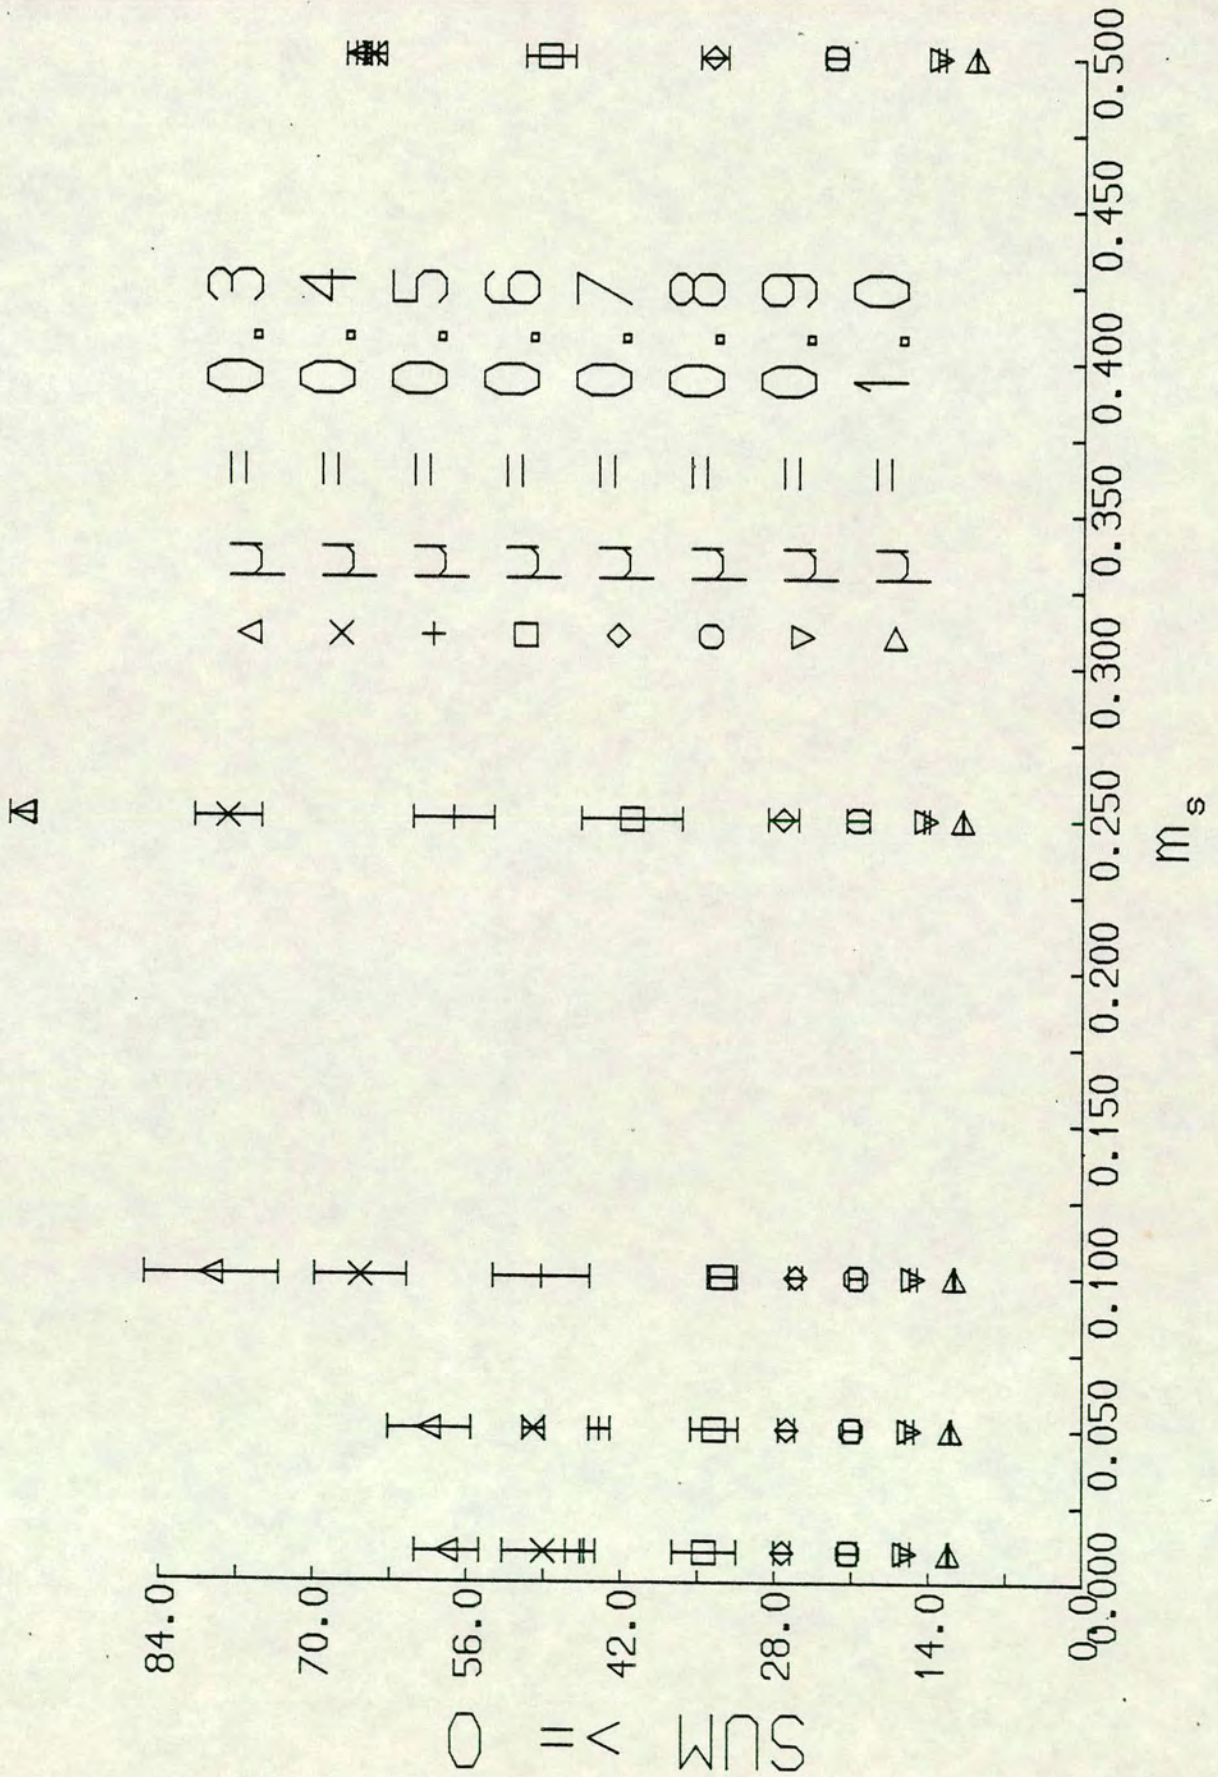 SUM >= 0
84.0
70.0
56.0
42.0
28.0
14.0
0.0
△ μ = 0.3
× μ = 0.4
+ μ = 0.5
□ μ = 0.6
◇ μ = 0.7
○ μ = 0.8
▽ μ = 0.9
△ μ = 1.0
0.000 0.050 0.100 0.150 0.200 0.250 0.300 0.350 0.400 0.450 0.500
m_s